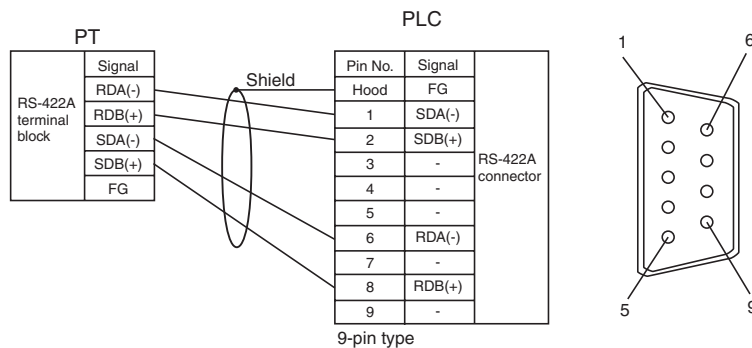 PT
RS-422A
terminal
block
Signal
RDA(-)
RDB(+)
SDA(-)
SDB(+)
FG
Shield
PLC
Pin No. Signal
Hood FG
1 SDA(-)
2 SDB(+)
3 -
4 -
5 -
6 RDA(-)
7 -
8 RDB(+)
9 -
RS-422A
connector
9-pin type
1 6
5 9